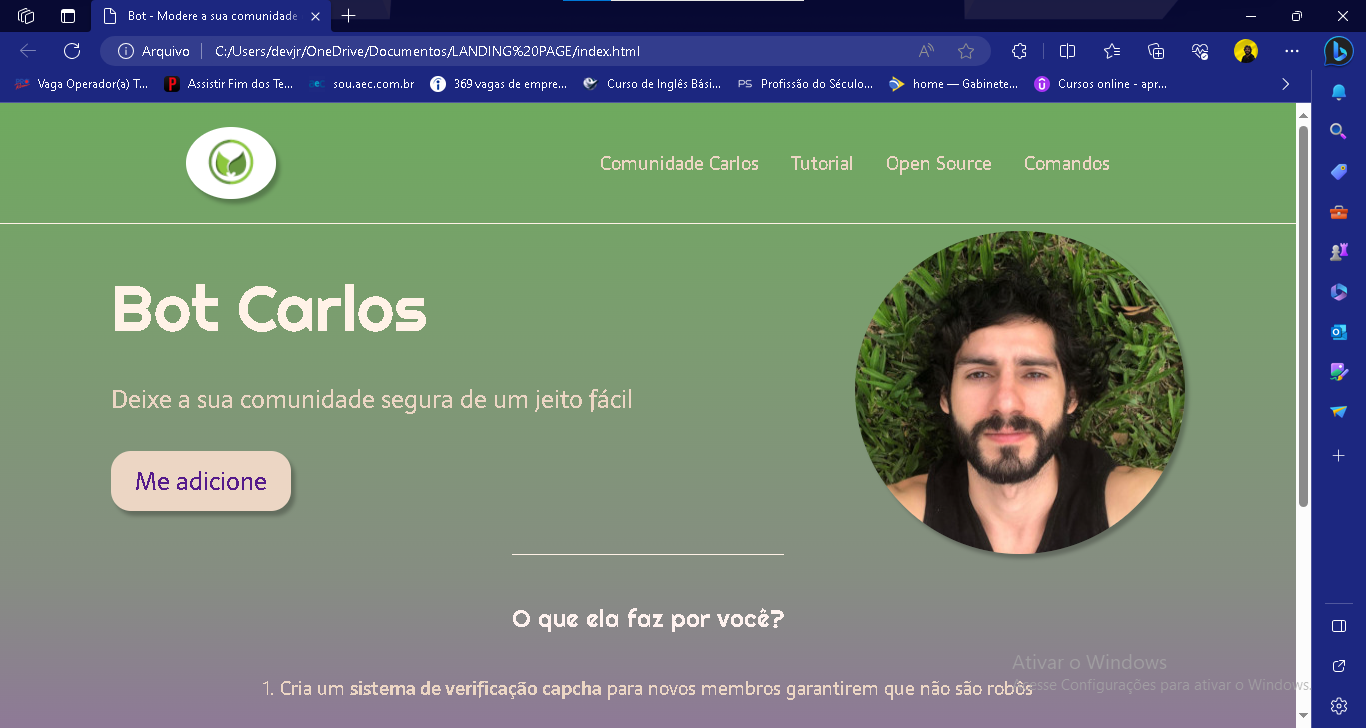 Bot - Modere a sua comunidade
Arquivo
C:/Users/devjr/OneDrive/Documentos/LANDING%20PAGE/index.html
Vaga Operador(a) T...
Assistir Fim dos Te...
sou.aec.com.br
369 vagas de empre...
Curso de Inglês Bási...
PS Profissão do Século...
home — Gabinete...
Cursos online - apr...
Comunidade Carlos
Tutorial
Open Source
Comandos
Bot Carlos
Deixe a sua comunidade segura de um jeito fácil
Me adicione
O que ela faz por você?
1. Cria um sistema de verificação capcha para novos membros garantirem que não são robôs
Ativar o Windows
Acesse Configurações para ativar o Windows.